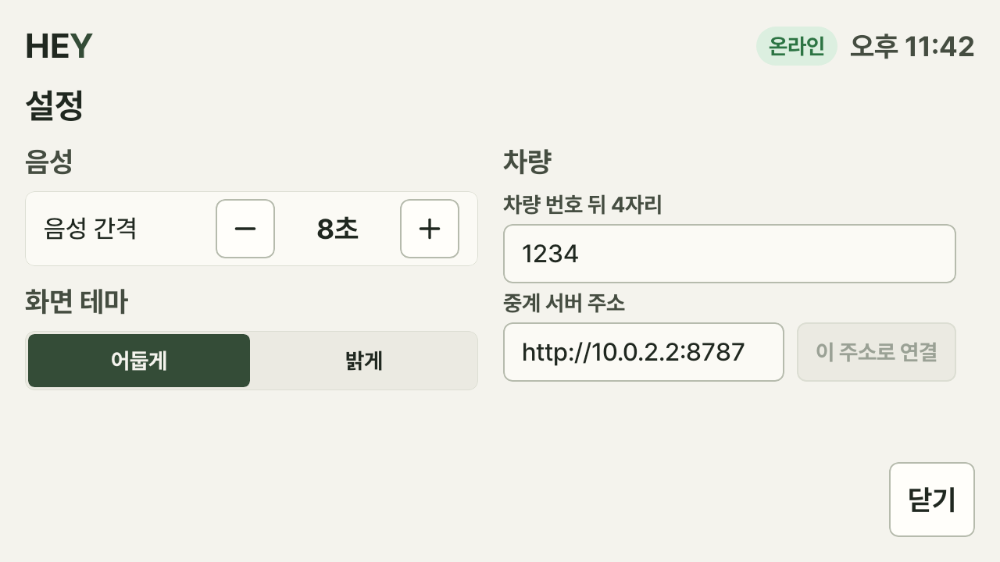 HEY
온라인 오후 11:42
설정
음성
음성 간격 − 8초 +
화면 테마
어둡게 밝게
차량
차량 번호 뒤 4자리
1234
중계 서버 주소
http://10.0.2.2:8787 이 주소로 연결
닫기